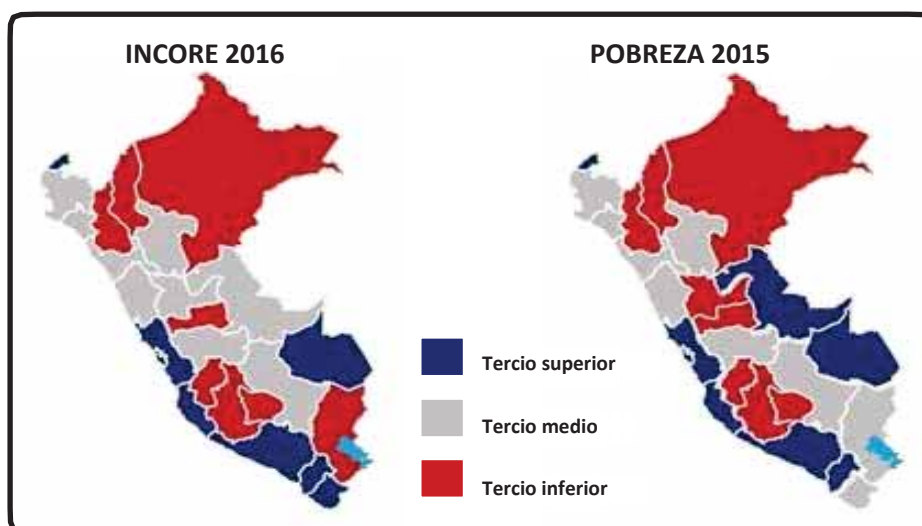 INCORE 2016
POBREZA 2015
Tercio superior
Tercio medio
Tercio inferior